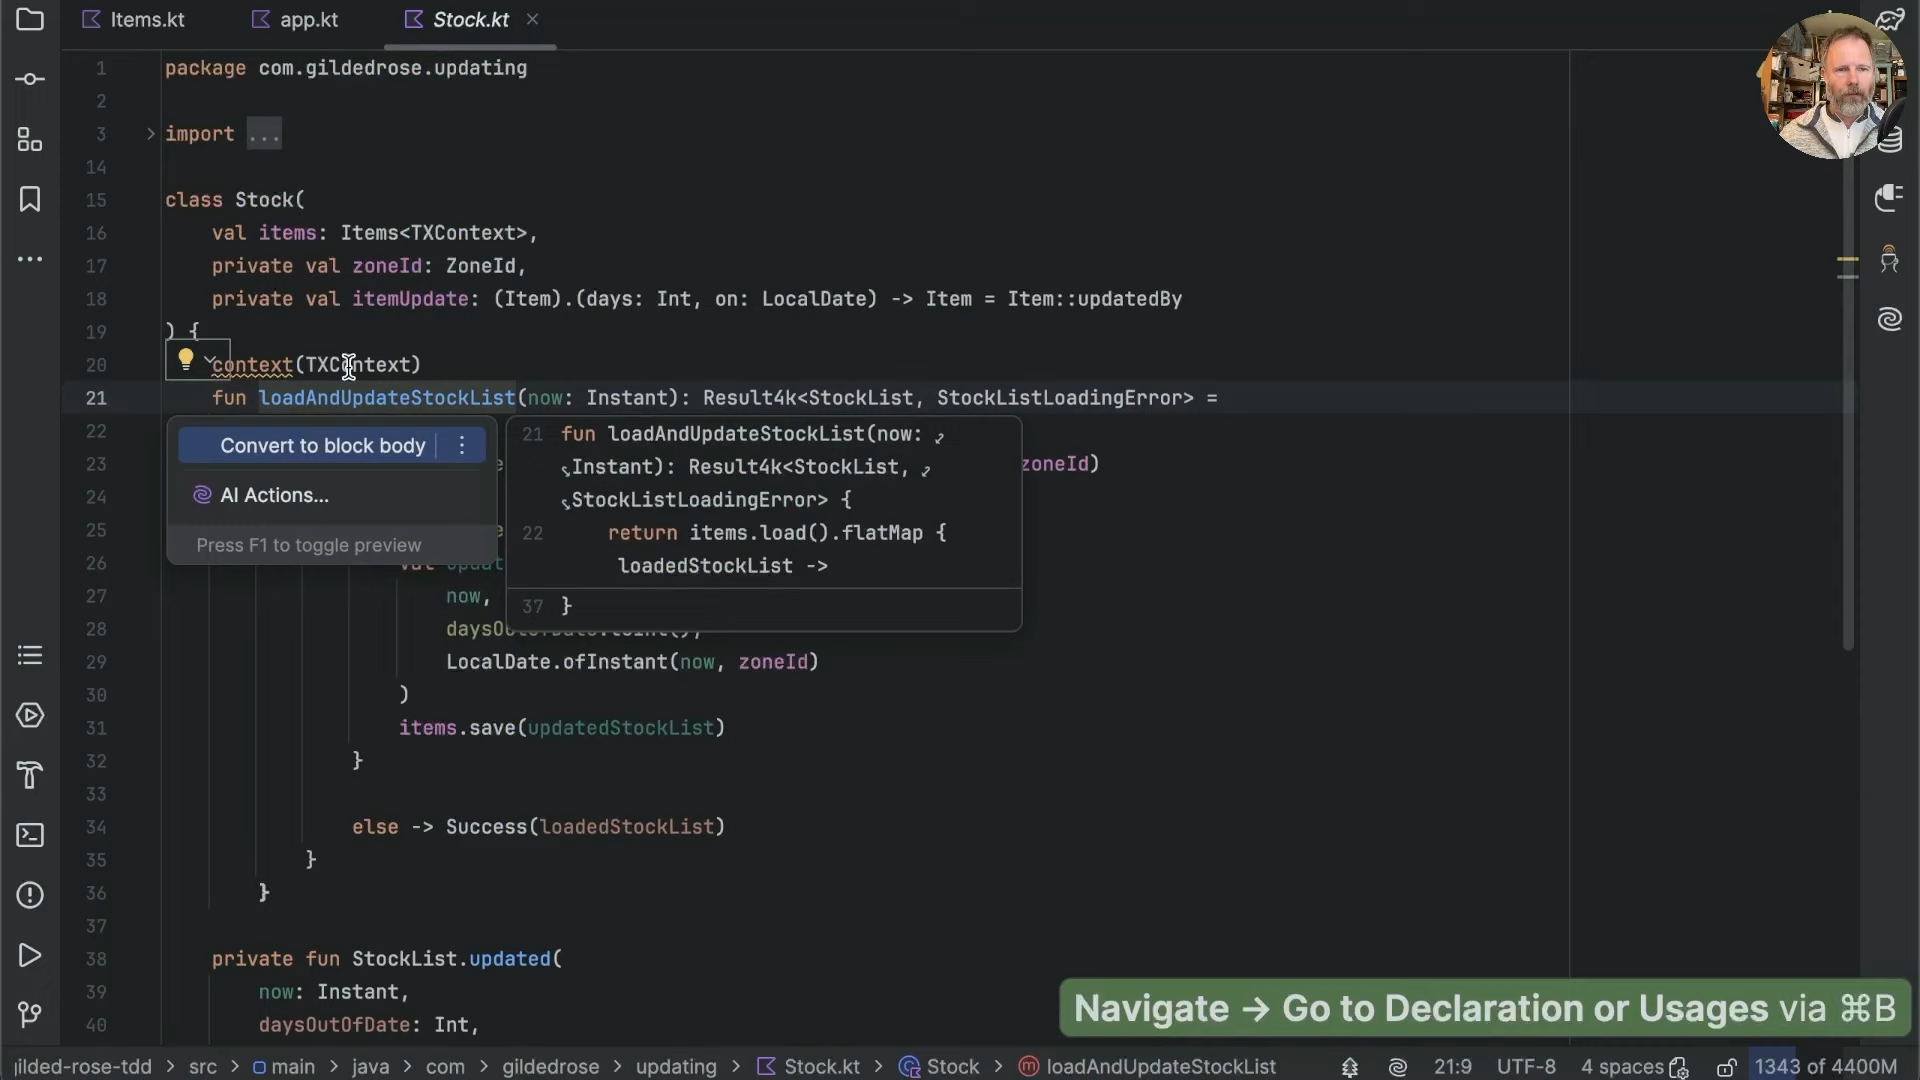 Items.kt
app.kt
Stock.kt
1 package com.gildedrose.updating
2
3 import ...
14
15 class Stock(
16 val items: Items<TXContext>,
17 private val zoneId: ZoneId,
18 private val itemUpdate: (Item).(days: Int, on: LocalDate) -> Item = Item::updatedBy
19 ) {
20 context(TXContext)
21 fun loadAndUpdateStockList(now: Instant): Result4k<StockList, StockListLoadingError> =
22
23 zoneId)
24
25
26
27 now,
28
29 LocalDate.ofInstant(now, zoneId)
30 )
31 items.save(updatedStockList)
32 }
33
34 else -> Success(loadedStockList)
35 }
36 }
37
38 private fun StockList.updated(
39 now: Instant,
40 daysOutOfDate: Int,
Convert to block body
AI Actions...
Press F1 to toggle preview
21 fun loadAndUpdateStockList(now:
Instant): Result4k<StockList,
StockListLoadingError> {
22 return items.load().flatMap {
loadedStockList ->
37 }
Navigate → Go to Declaration or Usages via ⌘B
gilded-rose-tdd > src > main > java > com > gildedrose > updating > Stock.kt > Stock > loadAndUpdateStockList
21:9 UTF-8 4 spaces 1343 of 4400M